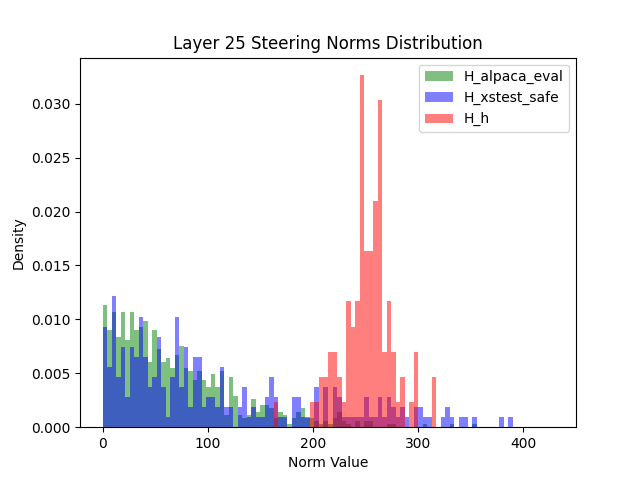 Layer 25 Steering Norms Distribution
H_alpaca_eval
H_xstest_safe
H_h
0.030
0.025
0.020
0.015
0.010
0.005
0.000
Density
0
100
200
300
400
Norm Value